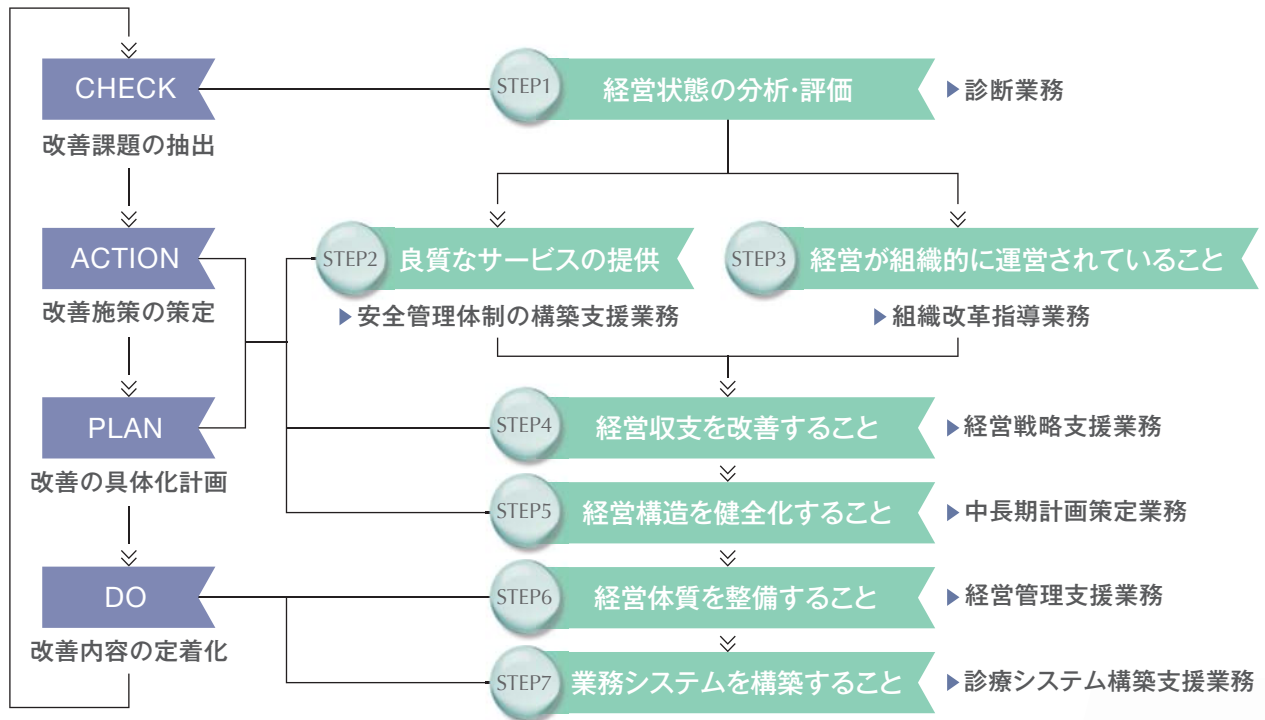 CHECK
改善課題の抽出
ACTION
改善施策の策定
PLAN
改善の具体化計画
DO
改善内容の定着化
STEP1
経営状態の分析･評価
▶診断業務
STEP2
良質なサービスの提供
▶安全管理体制の構築支援業務
STEP3
経営が組織的に運営されていること
▶組織改革指導業務
STEP4
経営収支を改善すること
▶経営戦略支援業務
STEP5
経営構造を健全化すること
▶中長期計画策定業務
STEP6
経営体質を整備すること
▶経営管理支援業務
STEP7
業務システムを構築すること
▶診療システム構築支援業務